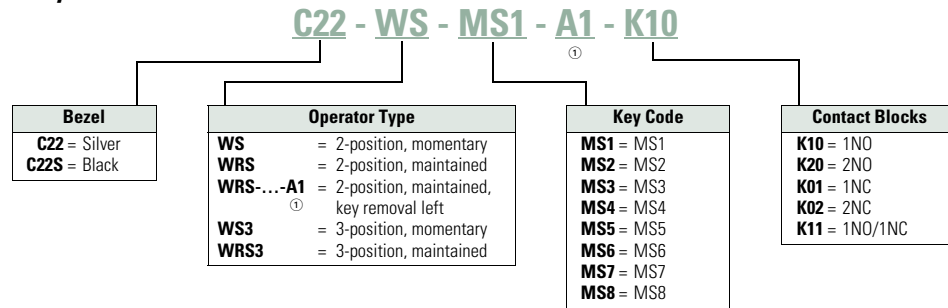 C22 - WS - MS1 - A1 - K10
①
Bezel
C22 = Silver
C22S = Black
Operator Type
WS = 2-position, momentary
WRS = 2-position, maintained
WRS-...-A1 = 2-position, maintained,
① key removal left
WS3 = 3-position, momentary
WRS3 = 3-position, maintained
Key Code
MS1 = MS1
MS2 = MS2
MS3 = MS3
MS4 = MS4
MS5 = MS5
MS6 = MS6
MS7 = MS7
MS8 = MS8
Contact Blocks
K10 = 1NO
K20 = 2NO
K01 = 1NC
K02 = 2NC
K11 = 1NO/1NC